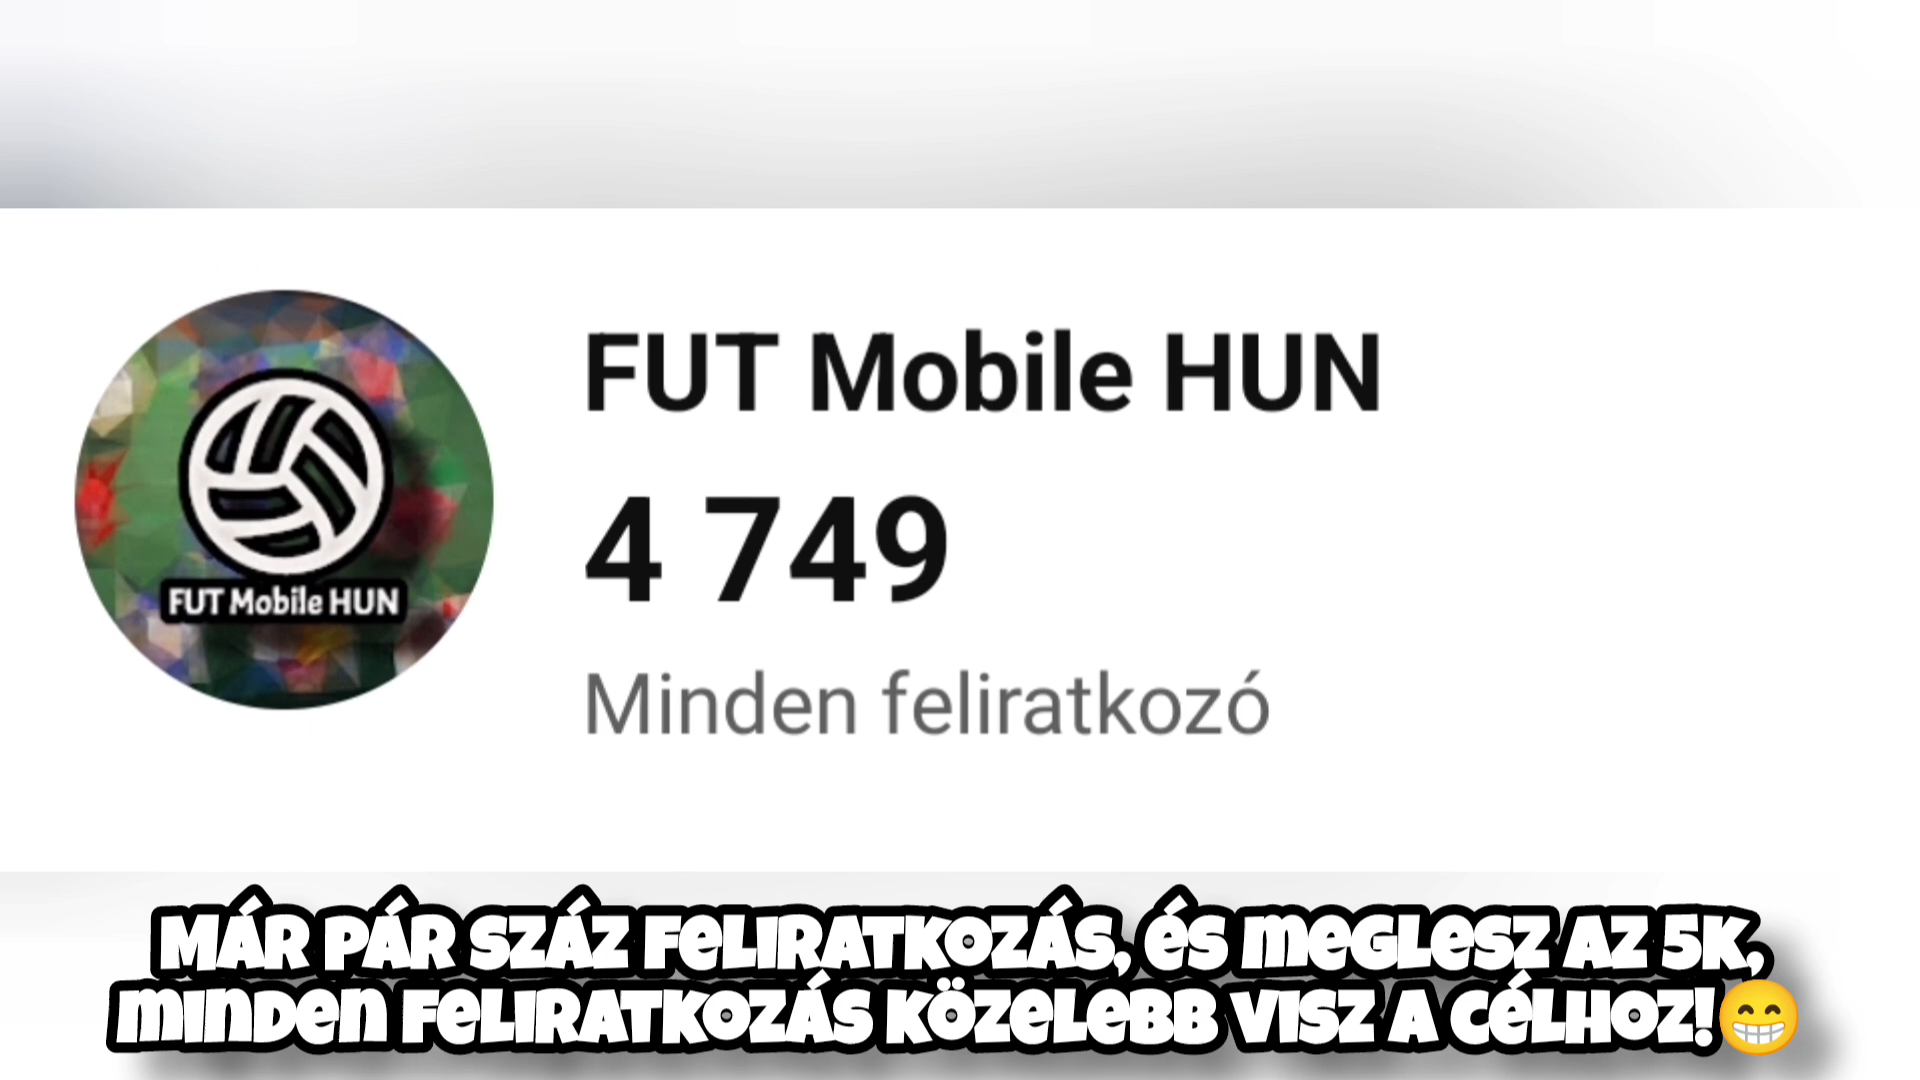 FUT Mobile HUN
4 749
Minden feliratkozó
FUT Mobile HUN
MÁR PÁR SZÁZ FELIRATKOZÁS, ÉS MEGLESZ AZ 5K,
MINDEN FELIRATKOZÁS KÖZELEBB VISZ A CÉLHOZ!😁